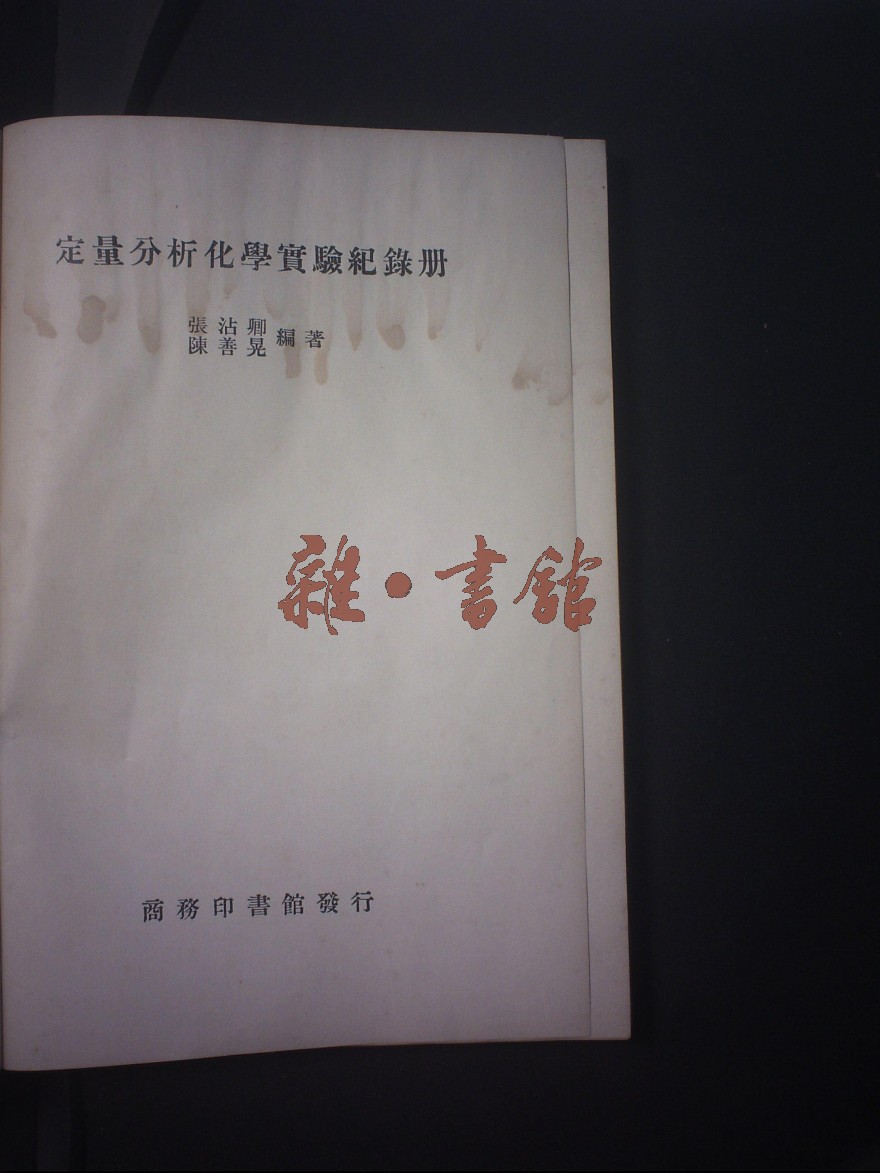 定量分析化學實驗紀錄册
張沾卿
陳善晃
編著
雜·書館
商務印書館發行